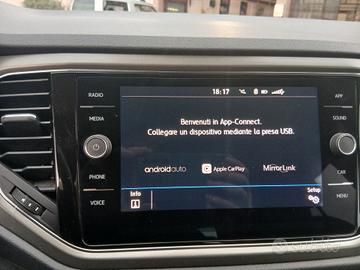 RADIO
MEDIA
PHONE
VOICE
18:17
Benvenuti in App-Connect.
Collegare un dispositivo mediante la presa USB.
androidauto
Apple CarPlay
MirrorLink
Info
Setup
APP
SOUND
CAR
MENU